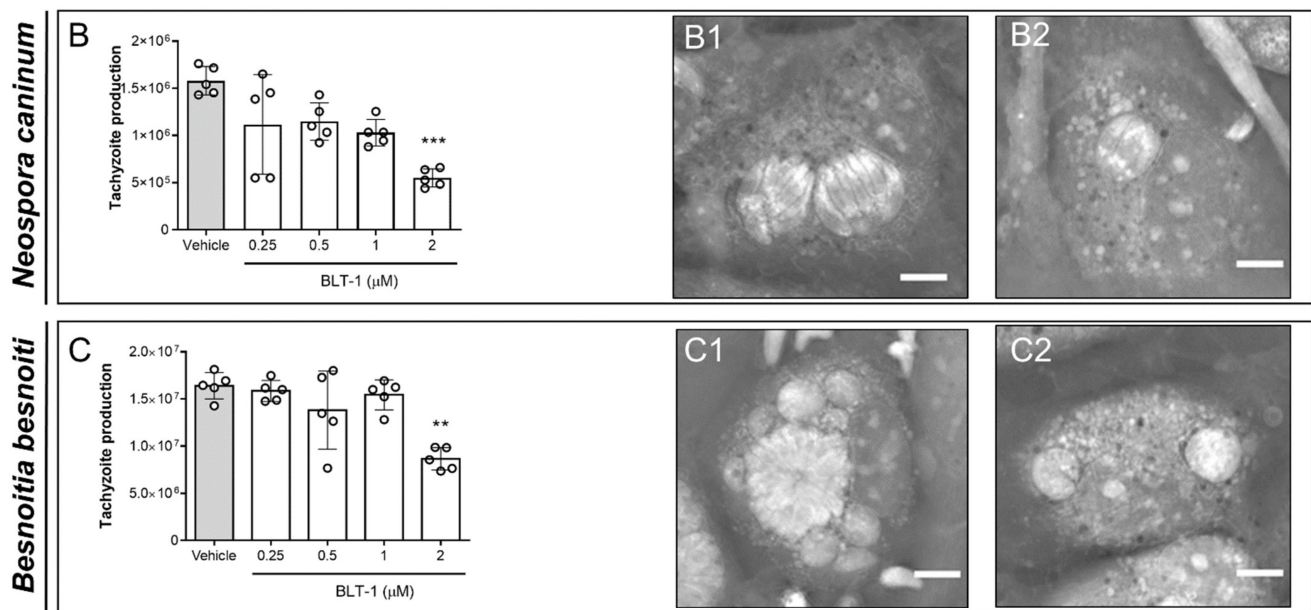 Neospora caninum
B
2×10⁶
1.5×10⁶
1×10⁶
5×10⁵
0
Tachyzoite production
***
Vehicle 0.25 0.5 1 2
BLT-1 (μM)
B1
B2
Besnoitia besnoiti
C
2.0×10⁷
1.5×10⁷
1.0×10⁷
5.0×10⁶
0
Tachyzoite production
**
Vehicle 0.25 0.5 1 2
BLT-1 (μM)
C1
C2